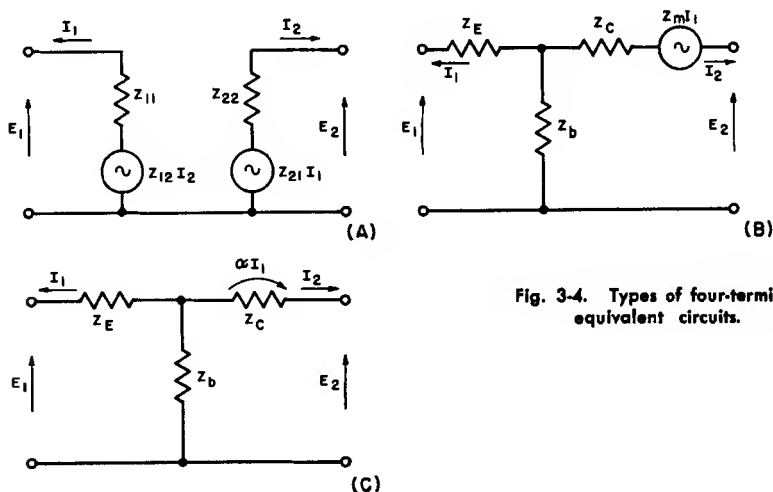 I1
I2
Z11
Z22
E1
E2
Z12 I2
Z21 I1
(A)
ZE
ZC
ZmI1
I1
I2
Zb
E1
E2
(B)
I1
αI1
I2
ZE
ZC
Zb
E1
E2
(C)
Fig. 3-4. Types of four-termi
equivalent circuits.